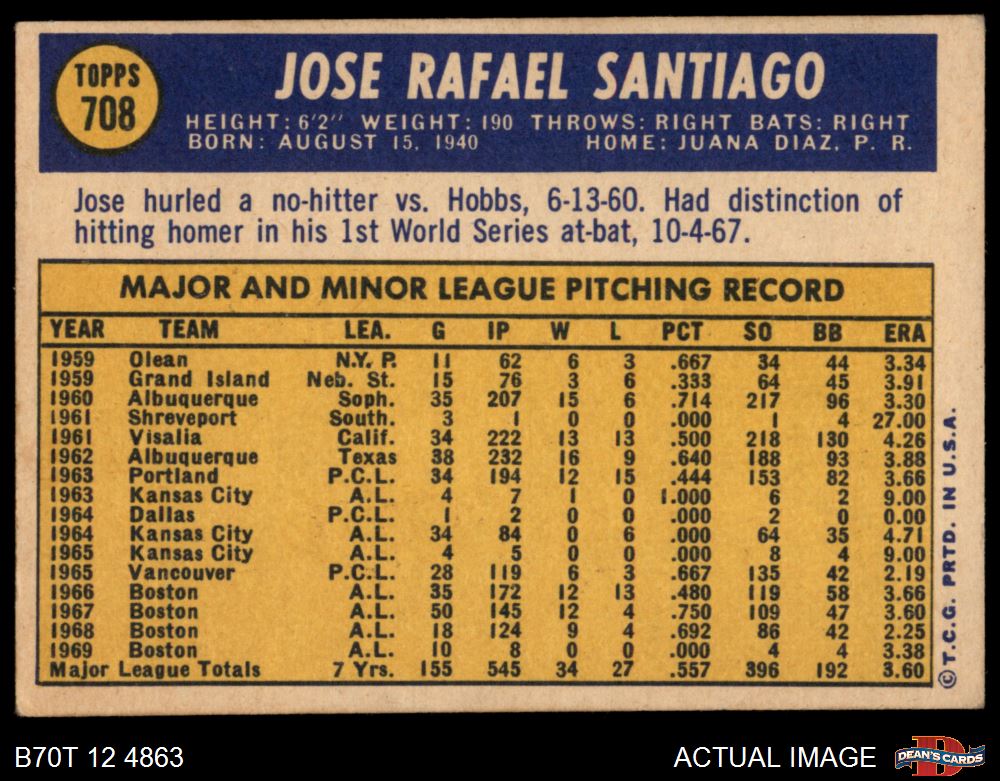 TOPPS
708
JOSE RAFAEL SANTIAGO
HEIGHT: 6'2" WEIGHT: 190 THROWS: RIGHT BATS: RIGHT
BORN: AUGUST 15, 1940 HOME: JUANA DIAZ, P. R.
Jose hurled a no-hitter vs. Hobbs, 6-13-60. Had distinction of
hitting homer in his 1st World Series at-bat, 10-4-67.
MAJOR AND MINOR LEAGUE PITCHING RECORD
YEAR TEAM LEA. G IP W L PCT SO BB ERA
1959 Olean N.Y. P. 11 62 6 3 .667 34 44 3.34
1959 Grand Island Neb. St. 15 76 3 6 .333 64 45 3.91
1960 Albuquerque Soph. 35 207 15 6 .714 217 96 3.30
1961 Shreveport South. 3 1 0 0 .000 1 4 27.00
1961 Visalia Calif. 34 222 13 13 .500 218 130 4.26
1962 Albuquerque Texas 38 232 16 9 .640 188 93 3.88
1963 Portland P.C.L. 34 194 12 15 .444 153 82 3.66
1963 Kansas City A.L. 4 7 1 0 1.000 6 2 9.00
1964 Dallas P.C.L. 1 2 0 0 .000 2 0 0.00
1964 Kansas City A.L. 34 84 0 6 .000 64 35 4.71
1965 Kansas City A.L. 4 5 0 0 .000 8 4 9.00
1965 Vancouver P.C.L. 28 119 6 3 .667 135 42 2.19
1966 Boston A.L. 35 172 12 13 .480 119 58 3.66
1967 Boston A.L. 50 145 12 4 .750 109 47 3.60
1968 Boston A.L. 18 124 9 4 .692 86 42 2.25
1969 Boston A.L. 10 8 0 0 .000 4 4 3.38
Major League Totals 7 Yrs. 155 545 34 27 .557 396 192 3.60
©T.C.G. PRTD. IN U.S.A.
B70T 12 4863
ACTUAL IMAGE
D
DEAN'S CARDS